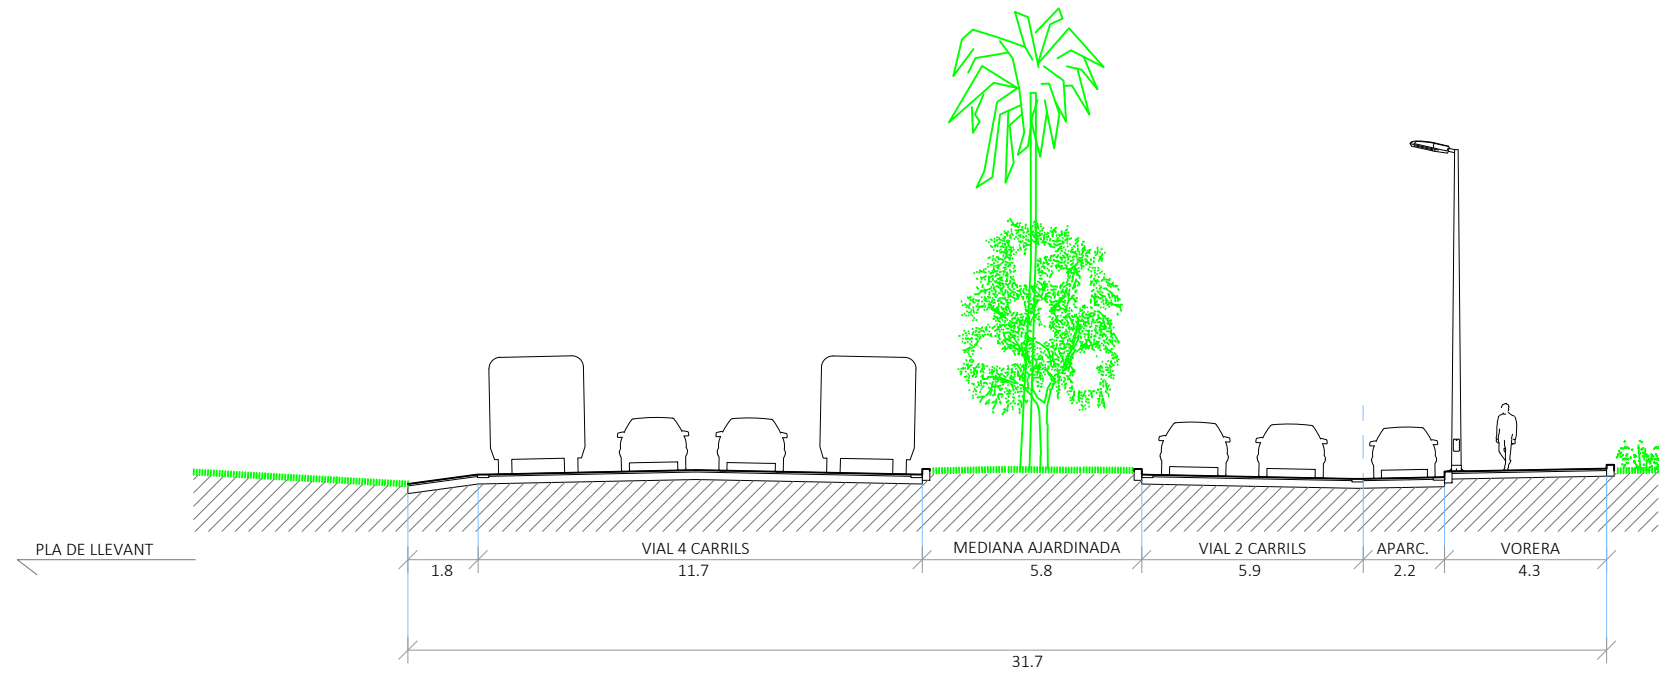 PLA DE LLEVANT
VIAL 4 CARRILS
MEDIANA AJARDINADA
VIAL 2 CARRILS
APARC.
VORERA
1.8
11.7
5.8
5.9
2.2
4.3
31.7